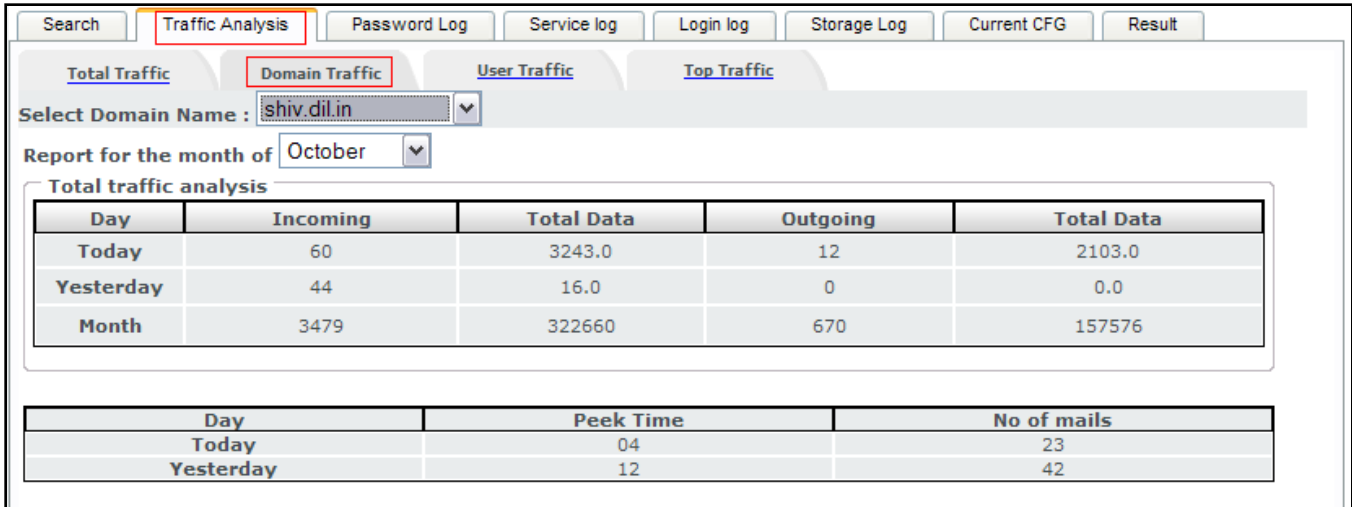 Search Traffic Analysis Password Log Service log Login log Storage Log Current CFG Result
Total Traffic Domain Traffic User Traffic Top Traffic
Select Domain Name : shiv.dil.in
Report for the month of October
Total traffic analysis
Day Incoming Total Data Outgoing Total Data
Today 60 3243.0 12 2103.0
Yesterday 44 16.0 0 0.0
Month 3479 322660 670 157576
Day Peek Time No of mails
Today 04 23
Yesterday 12 42